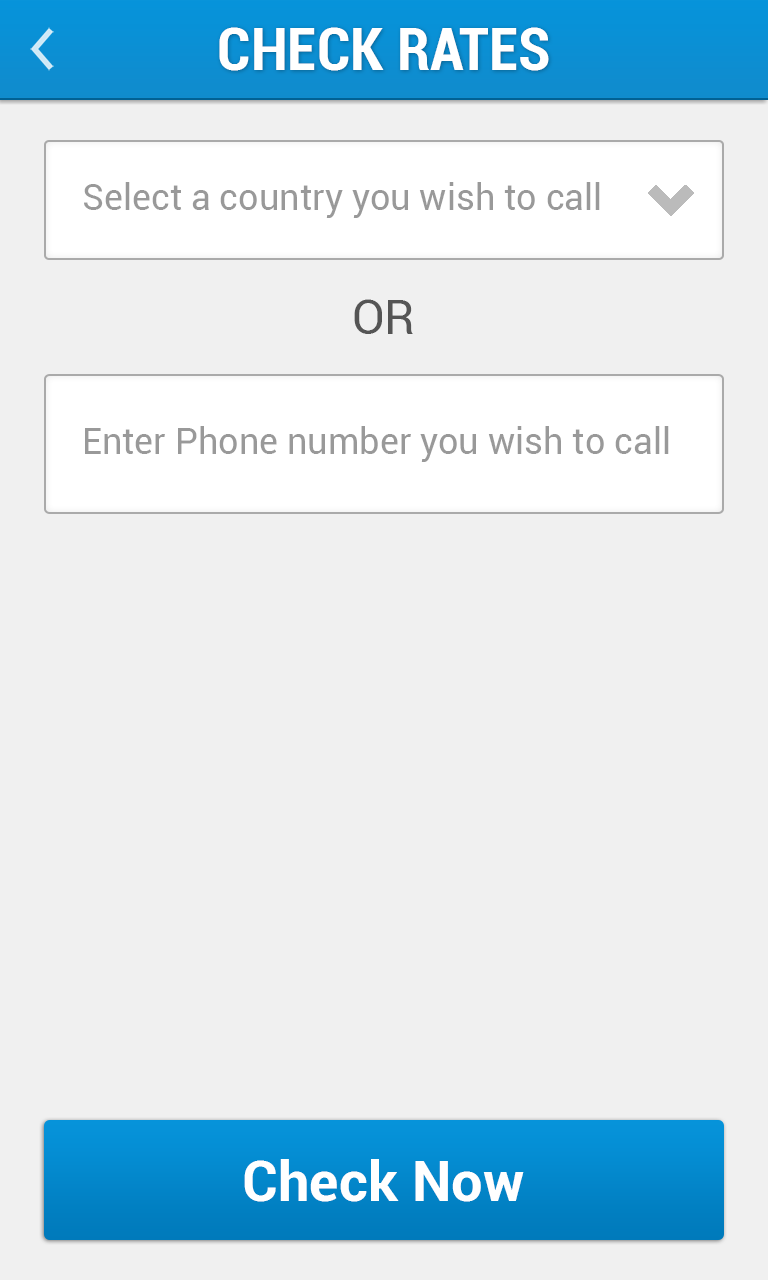 CHECK RATES
Select a country you wish to call
OR
Enter Phone number you wish to call
Check Now